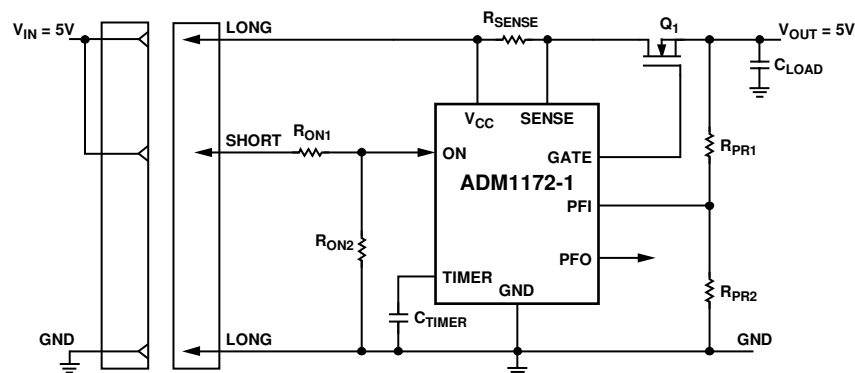 LONG
R_SENSE
Q_1
V_IN = 5V
V_OUT = 5V
C_LOAD
V_CC
SENSE
SHORT
R_ON1
ON
GATE
R_PR1
ADM1172-1
PFI
R_ON2
PFO
TIMER
GND
R_PR2
C_TIMER
GND
LONG
GND